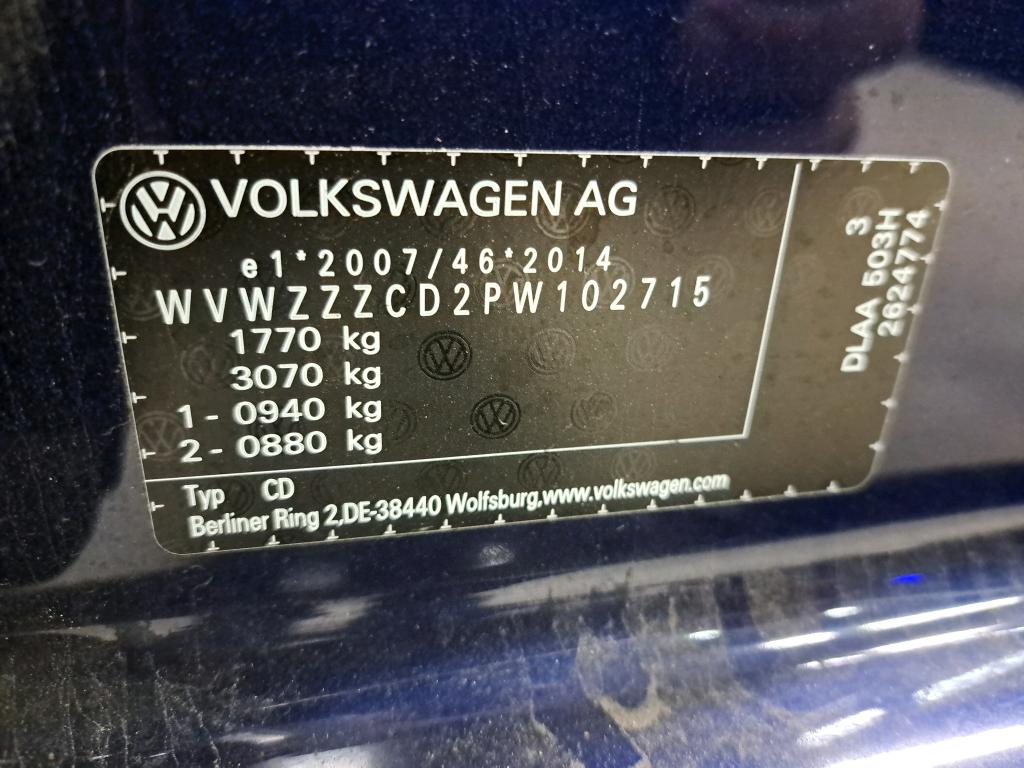 VOLKSWAGEN AG
e1*2007/46*2014
WVWZZZCD2PW102715
1770 kg
3070 kg
1 - 0940 kg
2 - 0880 kg
Typ CD
Berliner Ring 2,DE-38440 Wolfsburg,www.volkswagen.com
3
DLAA 503H
2624774